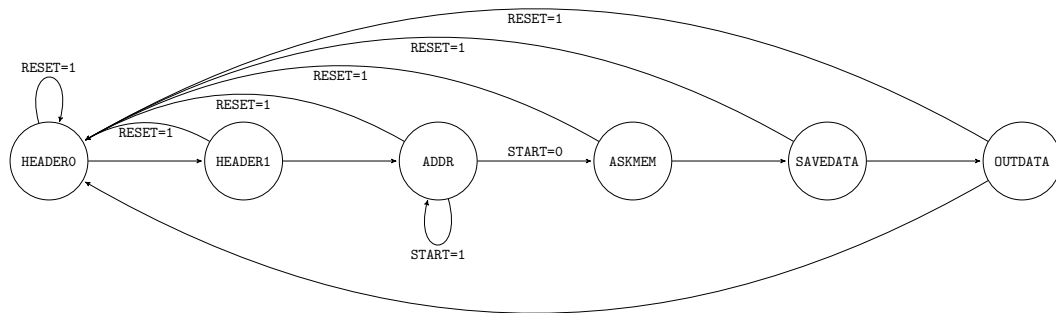 RESET=1
RESET=1
RESET=1
RESET=1
RESET=1
RESET=1
HEADER0
HEADER1
ADDR
START=0
ASKMEM
SAVEDATA
OUTDATA
START=1